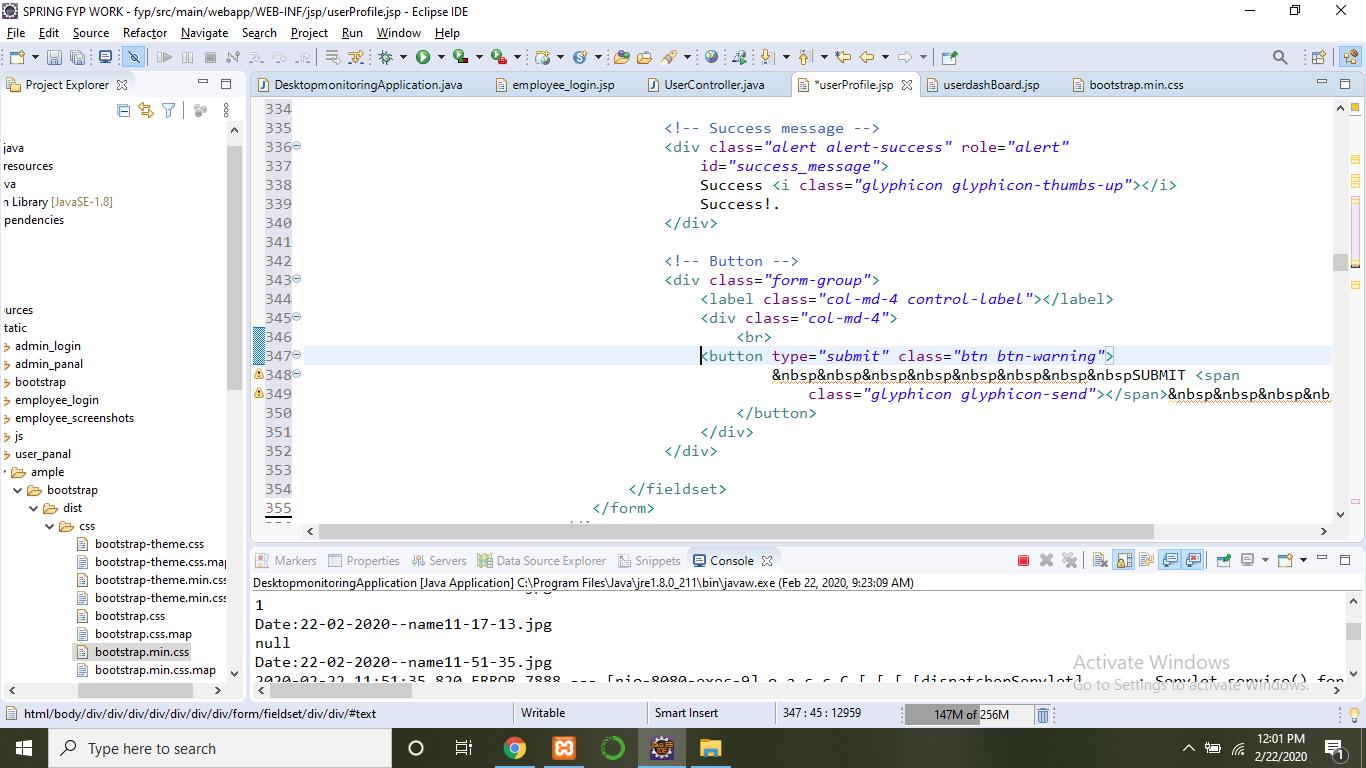 SPRING FYP WORK - fyp/src/main/webapp/WEB-INF/jsp/userProfile.jsp - Eclipse IDE
File Edit Source Refactor Navigate Search Project Run Window Help
Project Explorer
DesktopmonitoringApplication.java employee_login.jsp UserController.java *userProfile.jsp userdashBoard.jsp bootstrap.min.css
java
resources
va
n Library [JavaSE-1.8]
pendencies
ources
tatic
admin_login
admin_panal
bootstrap
employee_login
employee_screenshots
js
user_panal
ample
bootstrap
dist
css
bootstrap-theme.css
bootstrap-theme.css.map
bootstrap-theme.min.css
bootstrap-theme.min.css
bootstrap.css
bootstrap.css.map
bootstrap.min.css
bootstrap.min.css.map
334
335 <!-- Success message -->
336 <div class="alert alert-success" role="alert"
337 id="success_message">
338 Success <i class="glyphicon glyphicon-thumbs-up"></i>
339 Success!.
340 </div>
341
342 <!-- Button -->
343 <div class="form-group">
344 <label class="col-md-4 control-label"></label>
345 <div class="col-md-4">
346 <br>
347 <button type="submit" class="btn btn-warning">
348 &nbsp&nbsp&nbsp&nbsp&nbsp&nbsp&nbsp&nbspSUBMIT <span
349 class="glyphicon glyphicon-send"></span>&nbsp&nbsp&nbsp&nb
350 </button>
351 </div>
352 </div>
353
354 </fieldset>
355 </form>
Markers Properties Servers Data Source Explorer Snippets Console
DesktopmonitoringApplication [Java Application] C:\Program Files\Java\jre1.8.0_211\bin\javaw.exe (Feb 22, 2020, 9:23:09 AM)
1
Date:22-02-2020--name11-17-13.jpg
null
Date:22-02-2020--name11-51-35.jpg
2020-02-22 11:51:35.820 ERROR 7888 --- [nio-8080-exec-9] o.a.c.c.C.[.[.[.[dispatcherServlet] : Servlet.service() for
Activate Windows
Go to Settings to activate Windows.
html/body/div/div/div/div/div/div/div/form/fieldset/div/div/#text Writable Smart Insert 347 : 45 : 12959 147M of 256M
Type here to search
12:01 PM
2/22/2020
1